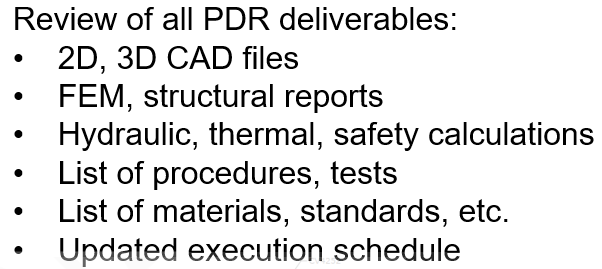 Review of all PDR deliverables:
• 2D, 3D CAD files
• FEM, structural reports
• Hydraulic, thermal, safety calculations
• List of procedures, tests
• List of materials, standards, etc.
• Updated execution schedule